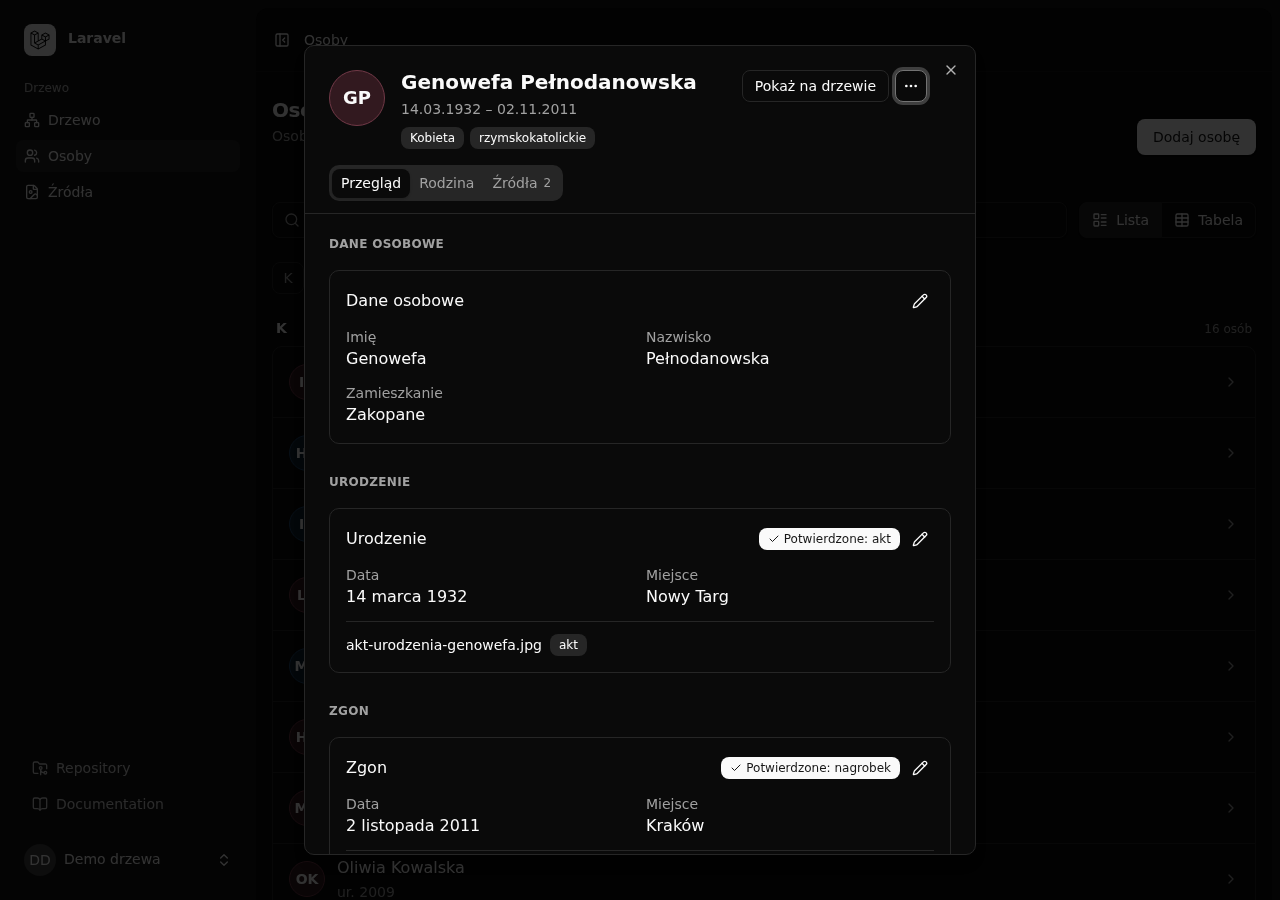 Laravel
Drzewo
Drzewo
Osoby
Źródła
Repository
Documentation
DD
Demo drzewa
Osoby
Dodaj osobę
Lista
Tabela
K
K
16 osób
OK
Oliwia Kowalska
ur. 2009
GP
Genowefa Pełnodanowska
14.03.1932 – 02.11.2011
Kobieta
rzymskokatolickie
Pokaż na drzewie
Przegląd
Rodzina
Źródła 2
DANE OSOBOWE
Dane osobowe
Imię
Nazwisko
Genowefa
Pełnodanowska
Zamieszkanie
Zakopane
URODZENIE
Urodzenie
Potwierdzone: akt
Data
Miejsce
14 marca 1932
Nowy Targ
akt-urodzenia-genowefa.jpg
akt
ZGON
Zgon
Potwierdzone: nagrobek
Data
Miejsce
2 listopada 2011
Kraków